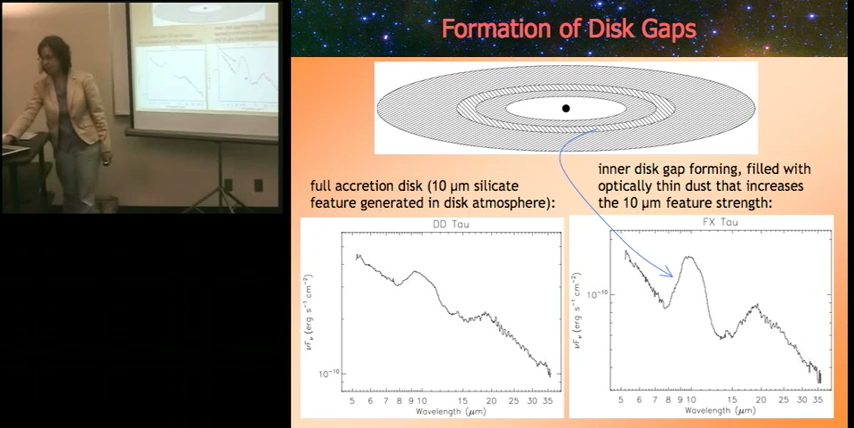 Formation of Disk Gaps
full accretion disk (10 µm silicate
feature generated in disk atmosphere):
inner disk gap forming, filled with
optically thin dust that increases
the 10 µm feature strength:
DD Tau
νFν (erg s⁻¹ cm⁻²)
10⁻¹⁰
5 6 7 8 9 10 15 20 25 30 35
Wavelength (μm)
FX Tau
νFν (erg s⁻¹ cm⁻²)
10⁻¹⁰
5 6 7 8 9 10 15 20 25 30 35
Wavelength (μm)